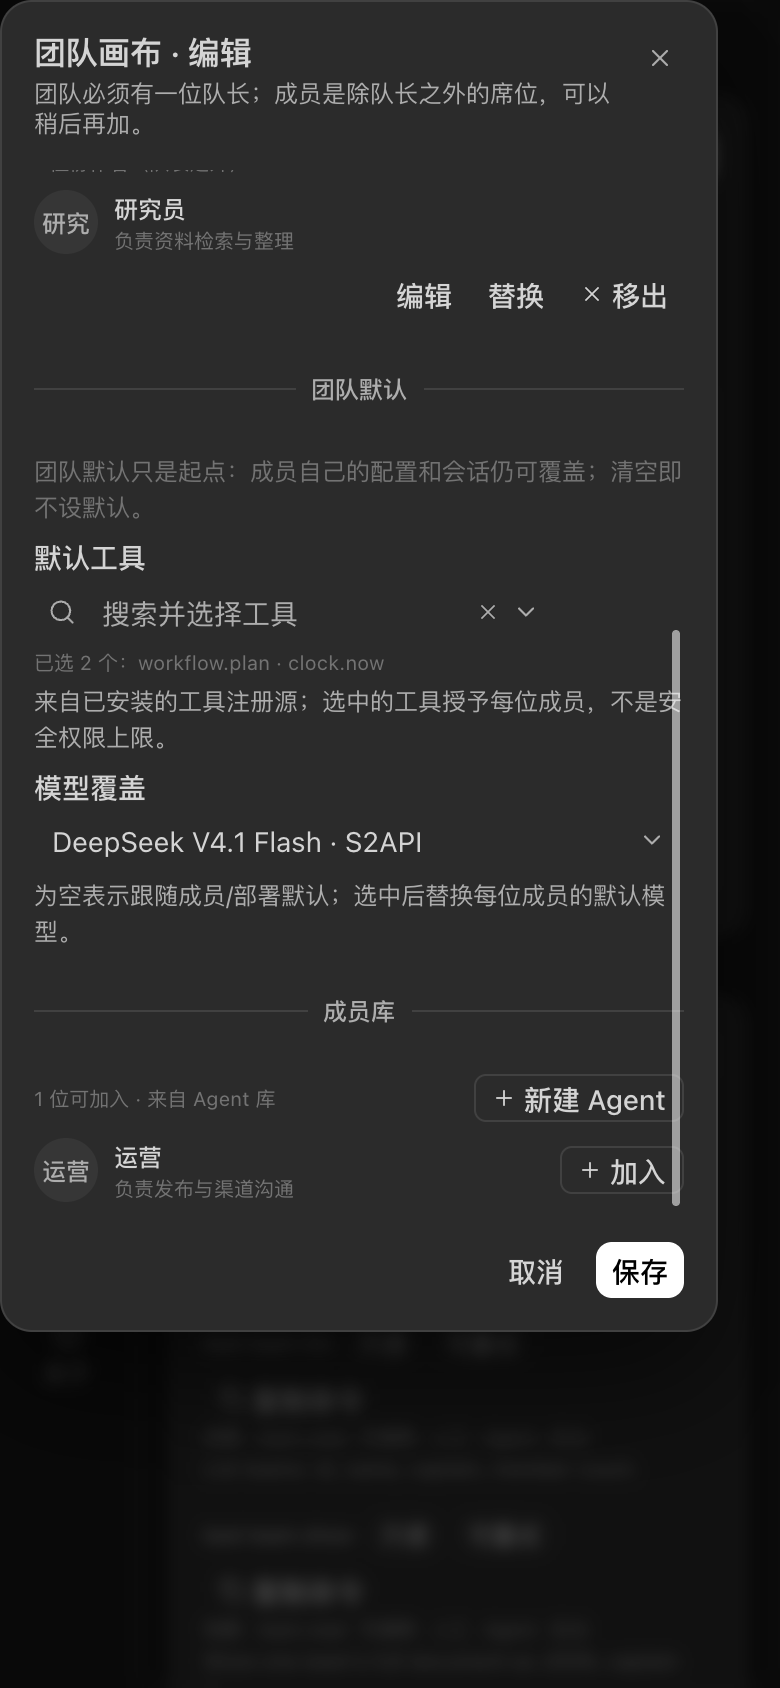 团队画布 · 编辑
团队必须有一位队长；成员是除队长之外的席位，可以
稍后再加。
研究
研究员
负责资料检索与整理
编辑
替换
移出
团队默认
团队默认只是起点：成员自己的配置和会话仍可覆盖；清空即
不设默认。
默认工具
搜索并选择工具
已选 2 个：workflow.plan · clock.now
来自已安装的工具注册源；选中的工具授予每位成员，不是安
全权限上限。
模型覆盖
DeepSeek V4.1 Flash · S2API
为空表示跟随成员/部署默认；选中后替换每位成员的默认模
型。
成员库
1 位可加入 · 来自 Agent 库
+ 新建 Agent
运营
运营
负责发布与渠道沟通
+ 加入
取消
保存